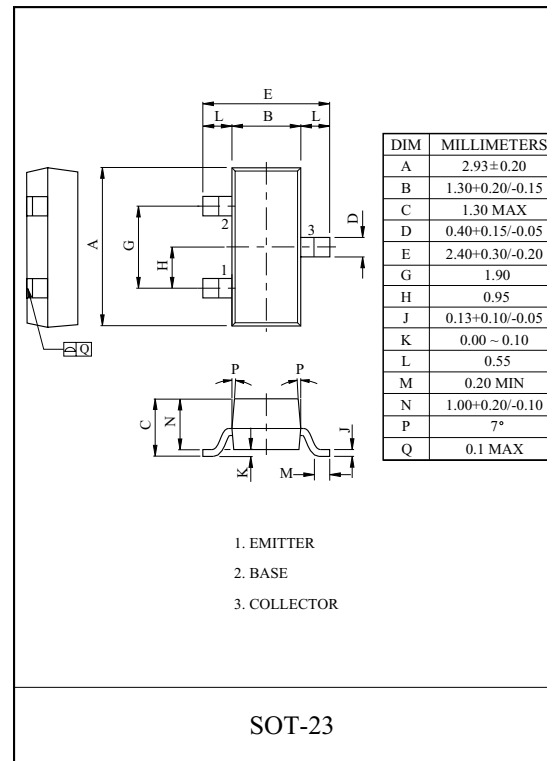 E
L B L
A
G
H
2
1
3
D
D Q
P P
C
N
K
M
J
DIM MILLIMETERS
A 2.93±0.20
B 1.30+0.20/-0.15
C 1.30 MAX
D 0.40+0.15/-0.05
E 2.40+0.30/-0.20
G 1.90
H 0.95
J 0.13+0.10/-0.05
K 0.00 ~ 0.10
L 0.55
M 0.20 MIN
N 1.00+0.20/-0.10
P 7°
Q 0.1 MAX
1. EMITTER
2. BASE
3. COLLECTOR
SOT-23